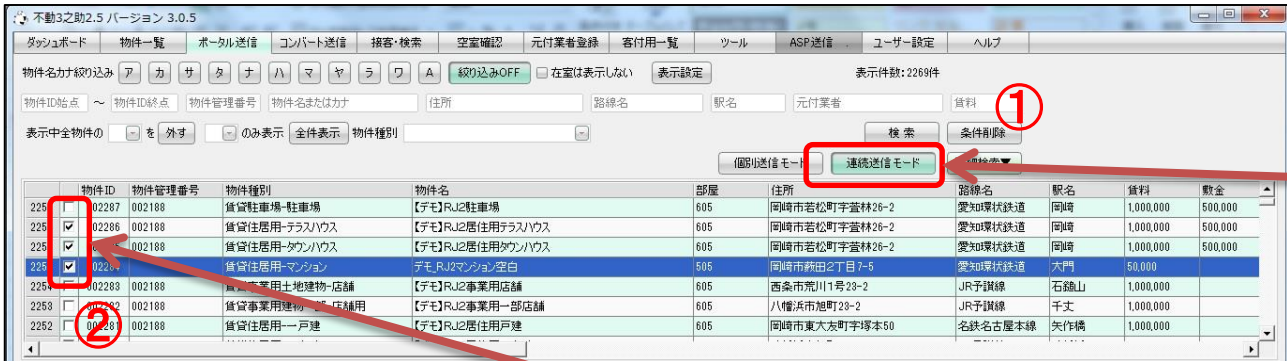 不動3之助2.5 バージョン 3.0.5
ダッシュボード 物件一覧 ポータル送信 コンバート送信 接客・検索 空室確認 元付業者登録 客付用一覧 ツール ASP送信 ユーザー設定 ヘルプ
物件名カナ絞り込み ア カ サ タ ナ ハ マ ヤ ラ ワ A 絞り込みOFF 在室は表示しない 表示設定 表示件数:2269件
物件ID始点 ～ 物件ID終点 物件管理番号 物件名またはカナ 住所 路線名 駅名 元付業者 賃料 ①
表示中全物件の を 外す のみ表示 全件表示 物件種別 検索 条件削除
個別送信モード 連続送信モード
物件ID 物件管理番号 物件種別 物件名 部屋 住所 路線名 駅名 賃料 敷金
002287 002188 賃貸駐車場-駐車場 【デモ】RJ2駐車場 605 岡崎市若松町字萱林26-2 愛知環状鉄道 岡崎 1,000,000 500,000
002286 002188 賃貸住居用-テラスハウス 【デモ】RJ2居住用テラスハウス 605 岡崎市若松町字萱林26-2 愛知環状鉄道 岡崎 1,000,000 500,000
002188 賃貸住居用-タウンハウス 【デモ】RJ2居住用タウンハウス 605 岡崎市若松町字萱林26-2 愛知環状鉄道 岡崎 1,000,000 500,000
賃貸住居用-マンション デモ_RJ2マンション空白 505 岡崎市薮田2丁目7-5 愛知環状鉄道 大門 50,000
2254 002283 002188 賃貸事業用土地建物-店舗 【デモ】RJ2事業用店舗 605 西条市荒川1号23-2 JR予讃線 石鎚山 1,000,000
2253 002282 002188 賃貸事業用建物一部-店舗用 【デモ】RJ2事業用一部店舗 605 八幡浜市旭町23-2 JR予讃線 千丈 1,000,000
2252 002281 002188 賃貸住居用-一戸建 【デモ】RJ2居住用戸建 605 岡崎市東大友町字塚本50 名鉄名古屋本線 矢作橋 1,000,000
②